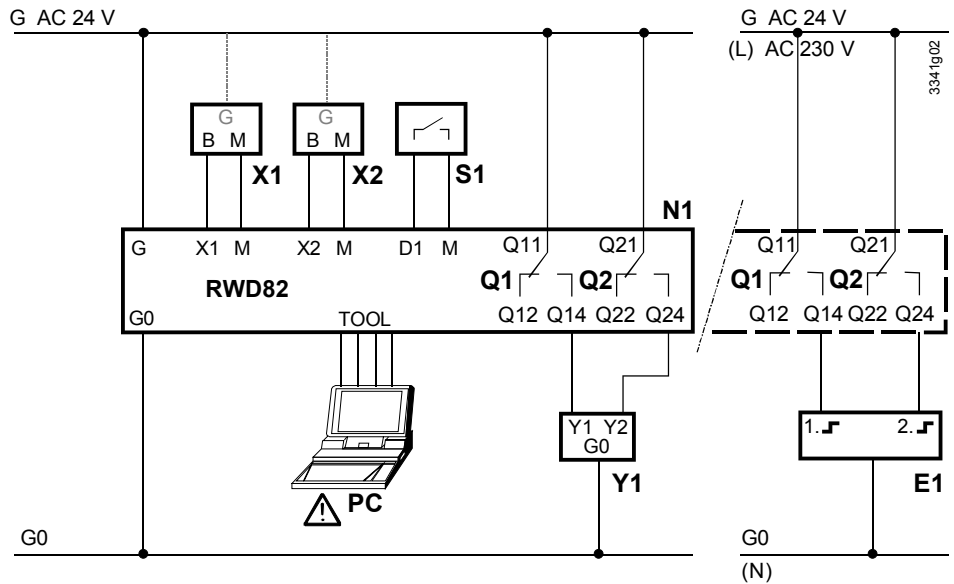 G AC 24 V
G AC 24 V
(L) AC 230 V
3341g02
G
B M
X1
G
B M
X2
S1
N1
G X1 M X2 M D1 M Q11 Q21
Q1 Q2
RWD82
G0 TOOL Q12 Q14 Q22 Q24
Q11 Q21
Q1 Q2
Q12 Q14 Q22 Q24
Y1 Y2
G0
Y1
1. 2.
E1
PC
G0
G0
(N)